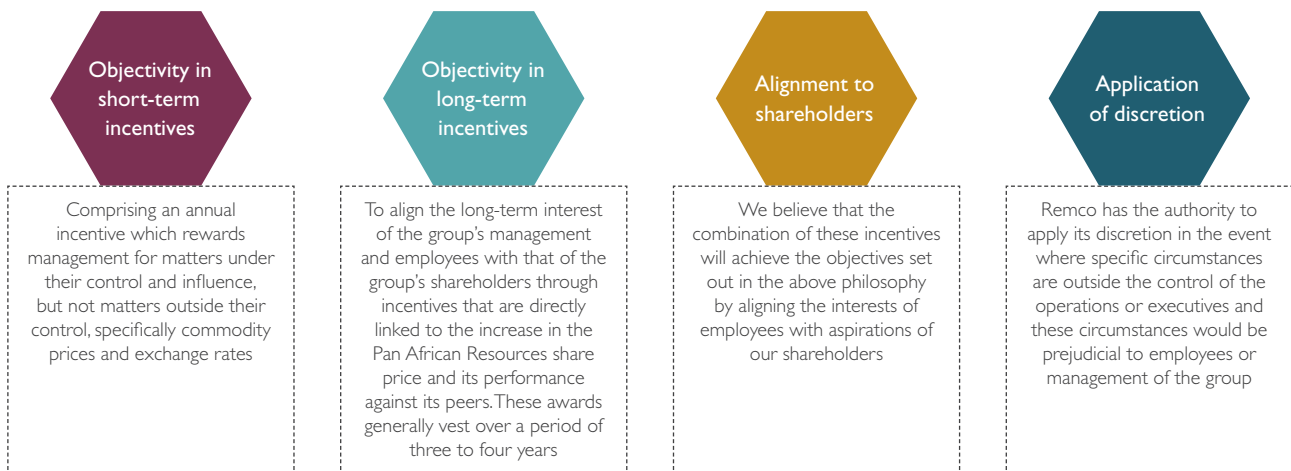 Objectivity in
short-term
incentives
Comprising an annual
incentive which rewards
management for matters under
their control and influence,
but not matters outside their
control, specifically commodity
prices and exchange rates
Objectivity in
long-term
incentives
To align the long-term interest
of the group's management
and employees with that of the
group's shareholders through
incentives that are directly
linked to the increase in the
Pan African Resources share
price and its performance
against its peers. These awards
generally vest over a period of
three to four years
Alignment to
shareholders
We believe that the
combination of these incentives
will achieve the objectives set
out in the above philosophy
by aligning the interests of
employees with aspirations of
our shareholders
Application
of discretion
Remco has the authority to
apply its discretion in the event
where specific circumstances
are outside the control of the
operations or executives and
these circumstances would be
prejudicial to employees or
management of the group